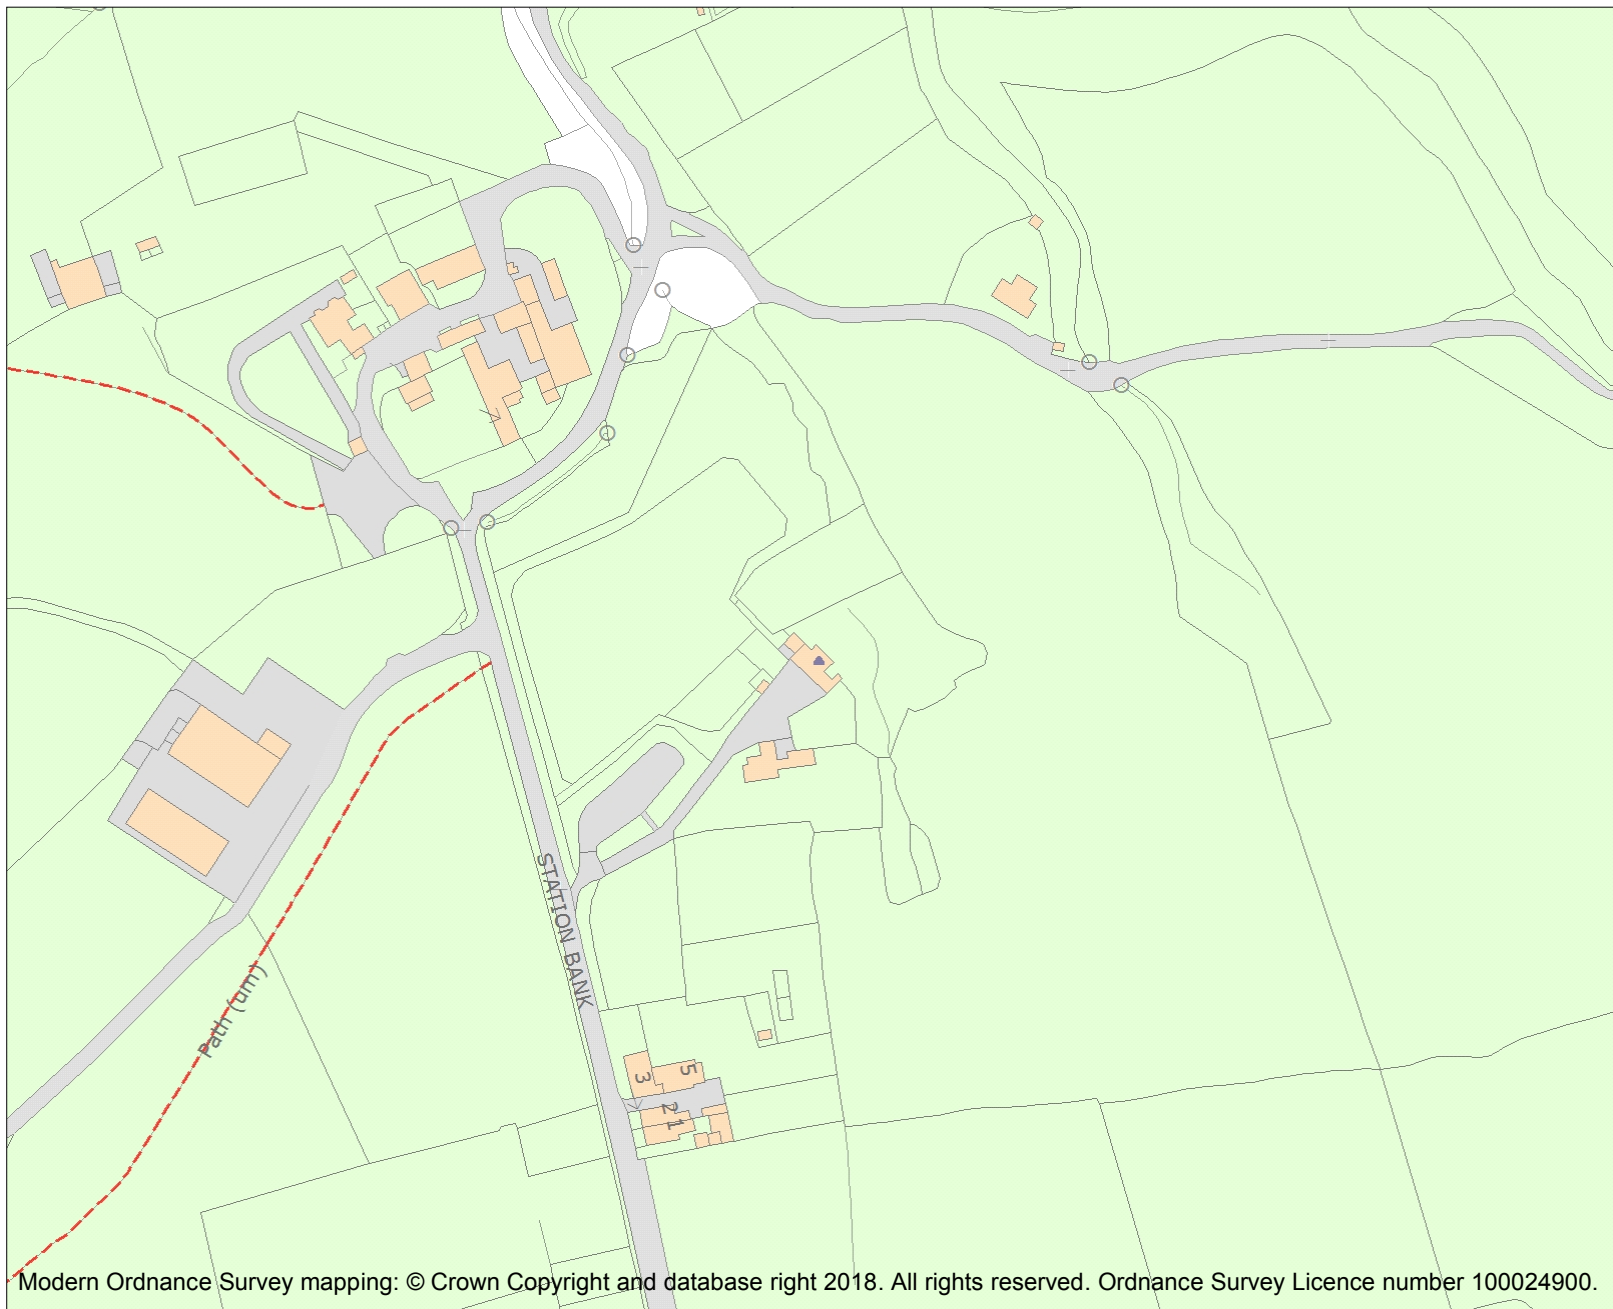 STATION BANK
Path (um)
3
5
2
1
Modern Ordnance Survey mapping: © Crown Copyright and database right 2018. All rights reserved. Ordnance Survey Licence number 100024900.